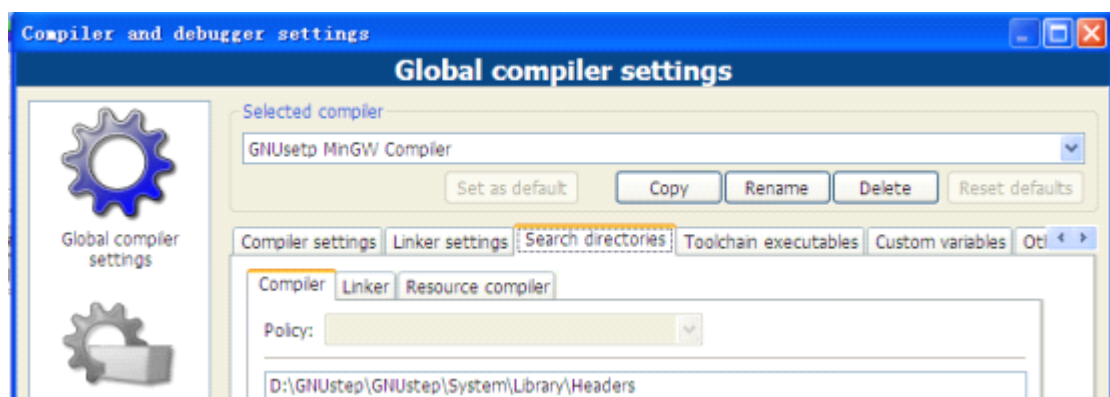 Compiler and debugger settings
Global compiler settings
Selected compiler
GNUsetp MinGW Compiler
Set as default Copy Rename Delete Reset defaults
Global compiler
settings
Compiler settings Linker settings Search directories Toolchain executables Custom variables Otl
Compiler Linker Resource compiler
Policy:
D:\GNUstep\GNUstep\System\Library\Headers